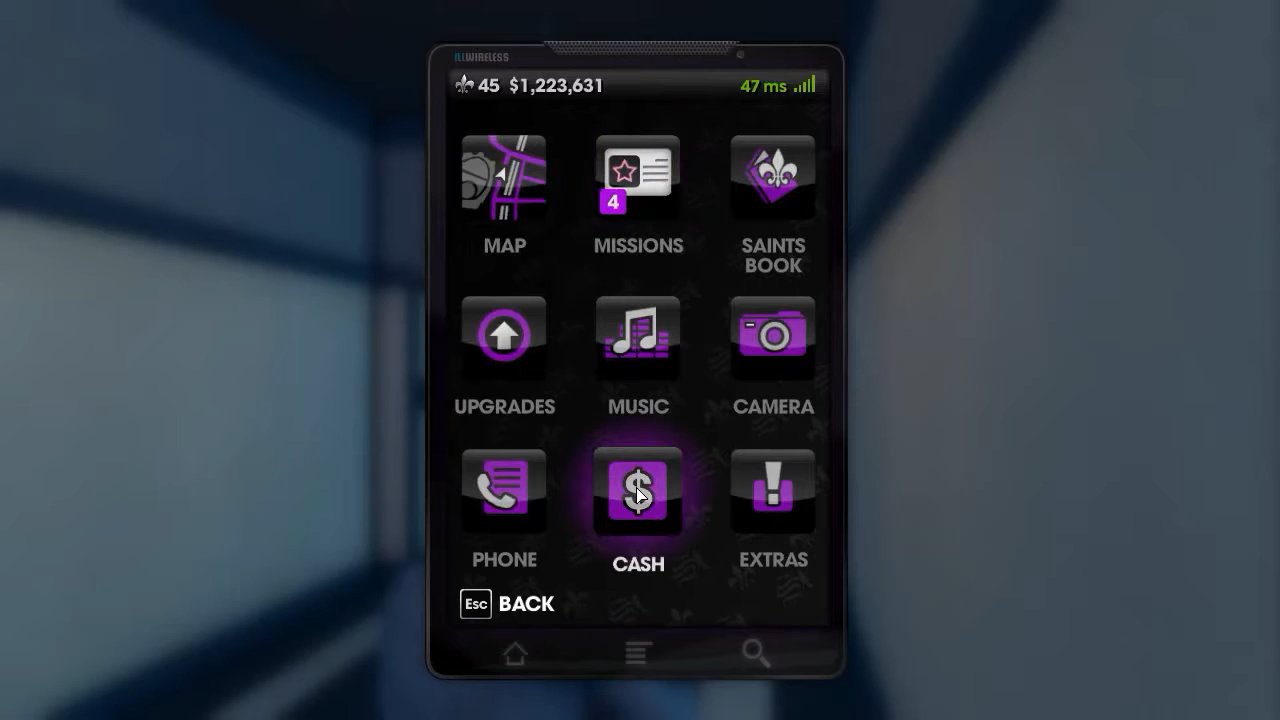 ILLWIRELESS
45 $1,223,631 47 ms
MAP
4
MISSIONS
SAINTS
BOOK
UPGRADES
MUSIC
CAMERA
PHONE
$
CASH
!
EXTRAS
Esc BACK